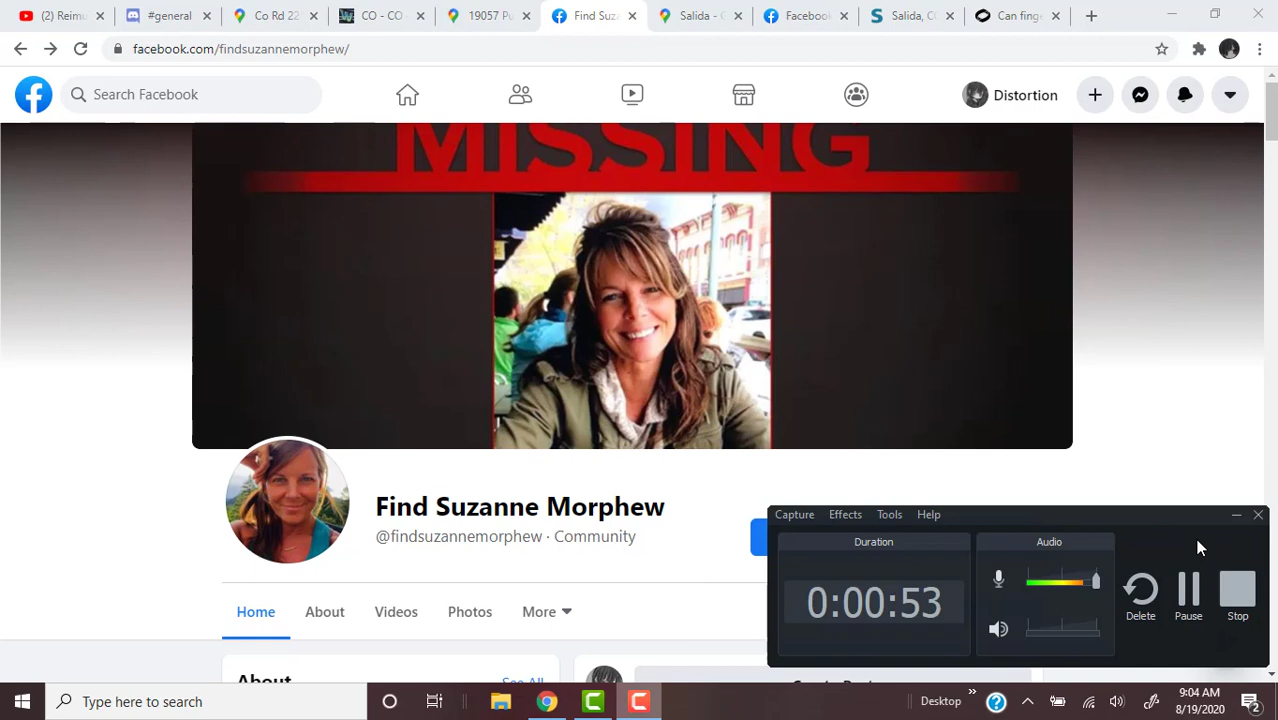 (2) Reimu
#general
Co Rd 22
CO - CO
19057 Pu
Find Suz
Salida - G
Facebook
Salida, C
Can finge
facebook.com/findsuzannemorphew/
Search Facebook
Distortion
MISSING
Find Suzanne Morphew
@findsuzannemorphew · Community
Home About Videos Photos More
About
See All
Capture Effects Tools Help
Duration
Audio
0:00:53
Delete Pause Stop
Type here to search
Desktop
9:04 AM
8/19/2020
2